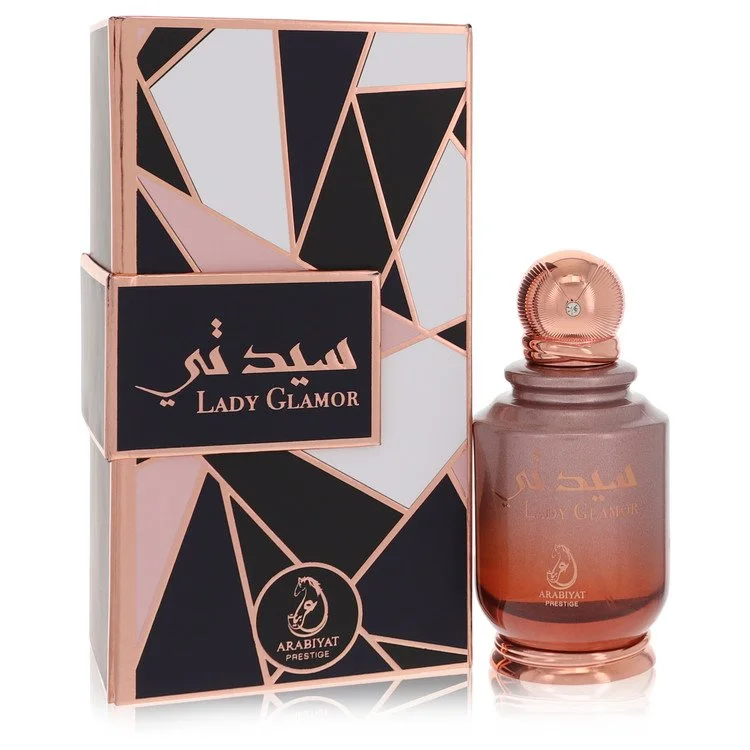 سيدتي
LADY GLAMOR
ARABIYAT
PRESTIGE
سيدتي
LADY GLAMOR
ARABIYAT
PRESTIGE